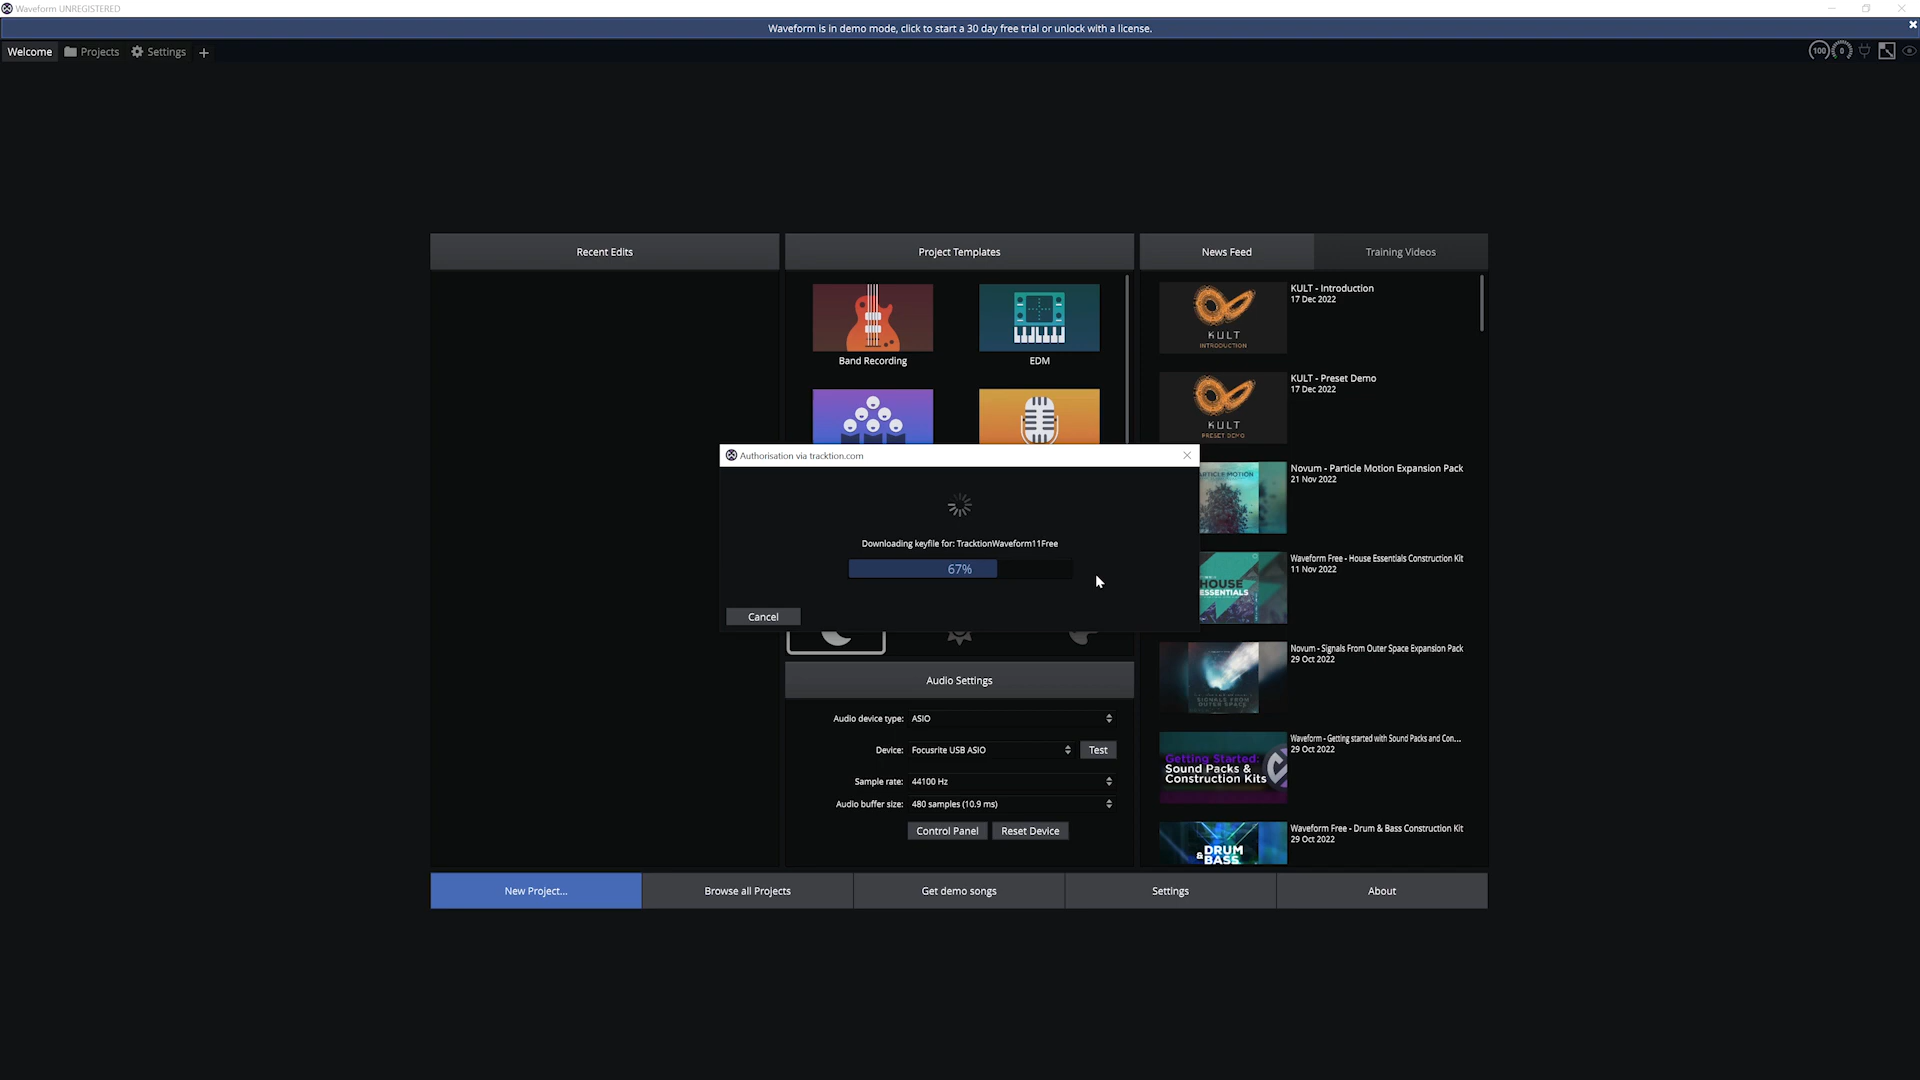 Waveform UNREGISTERED
Waveform is in demo mode, click to start a 30 day free trial or unlock with a license.
Welcome
Projects
Settings
+
100
0
Recent Edits
Project Templates
News Feed
Training Videos
Band Recording
EDM
KULT
INTRODUCTION
KULT - Introduction
17 Dec 2022
KULT
PRESET DEMO
KULT - Preset Demo
17 Dec 2022
Authorisation via tracktion.com
Downloading keyfile for: TracktionWaveform11Free
67%
Cancel
ARTICLE MOTION
Novum - Particle Motion Expansion Pack
21 Nov 2022
HOUSE
ESSENTIALS
Waveform Free - House Essentials Construction Kit
11 Nov 2022
SIGNALS FROM
OUTER SPACE
Novum - Signals From Outer Space Expansion Pack
29 Oct 2022
Getting Started:
Sound Packs &
Construction Kits
Waveform - Getting started with Sound Packs and Con...
29 Oct 2022
DRUM
& BASS
Waveform Free - Drum & Bass Construction Kit
29 Oct 2022
Audio Settings
Audio device type: ASIO
Device: Focusrite USB ASIO
Test
Sample rate: 44100 Hz
Audio buffer size: 480 samples (10.9 ms)
Control Panel
Reset Device
New Project...
Browse all Projects
Get demo songs
Settings
About